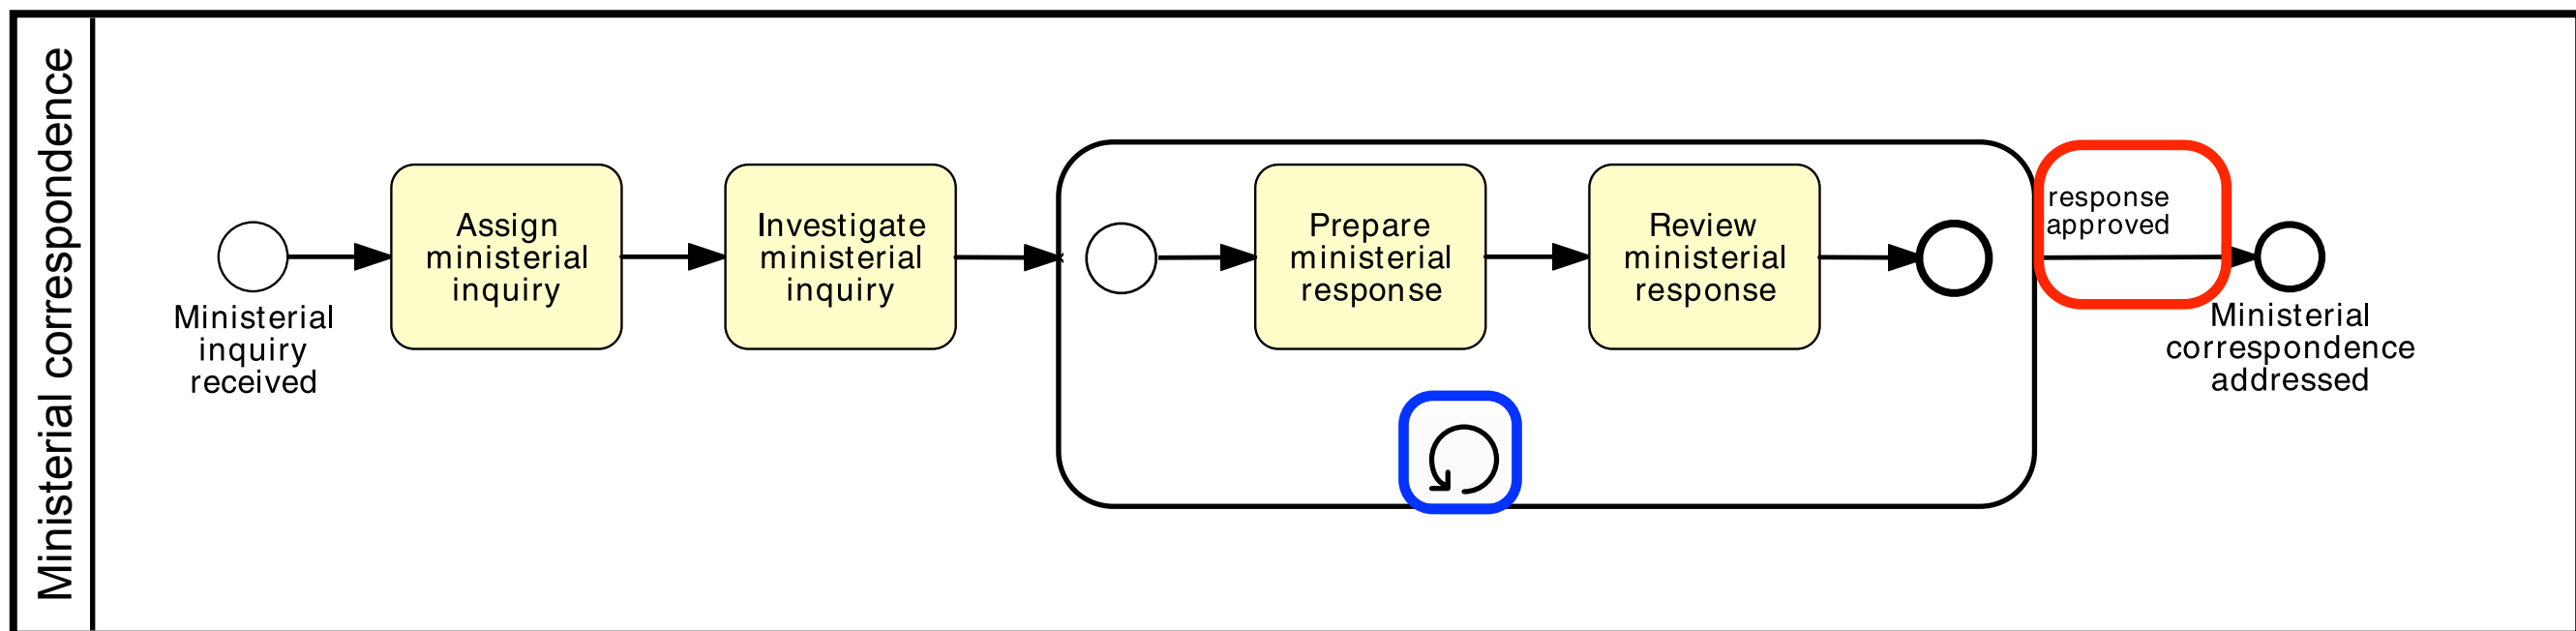 Ministerial correspondence
Ministerial
inquiry
received
Assign
ministerial
inquiry
Investigate
ministerial
inquiry
Prepare
ministerial
response
Review
ministerial
response
response
approved
Ministerial
correspondence
addressed